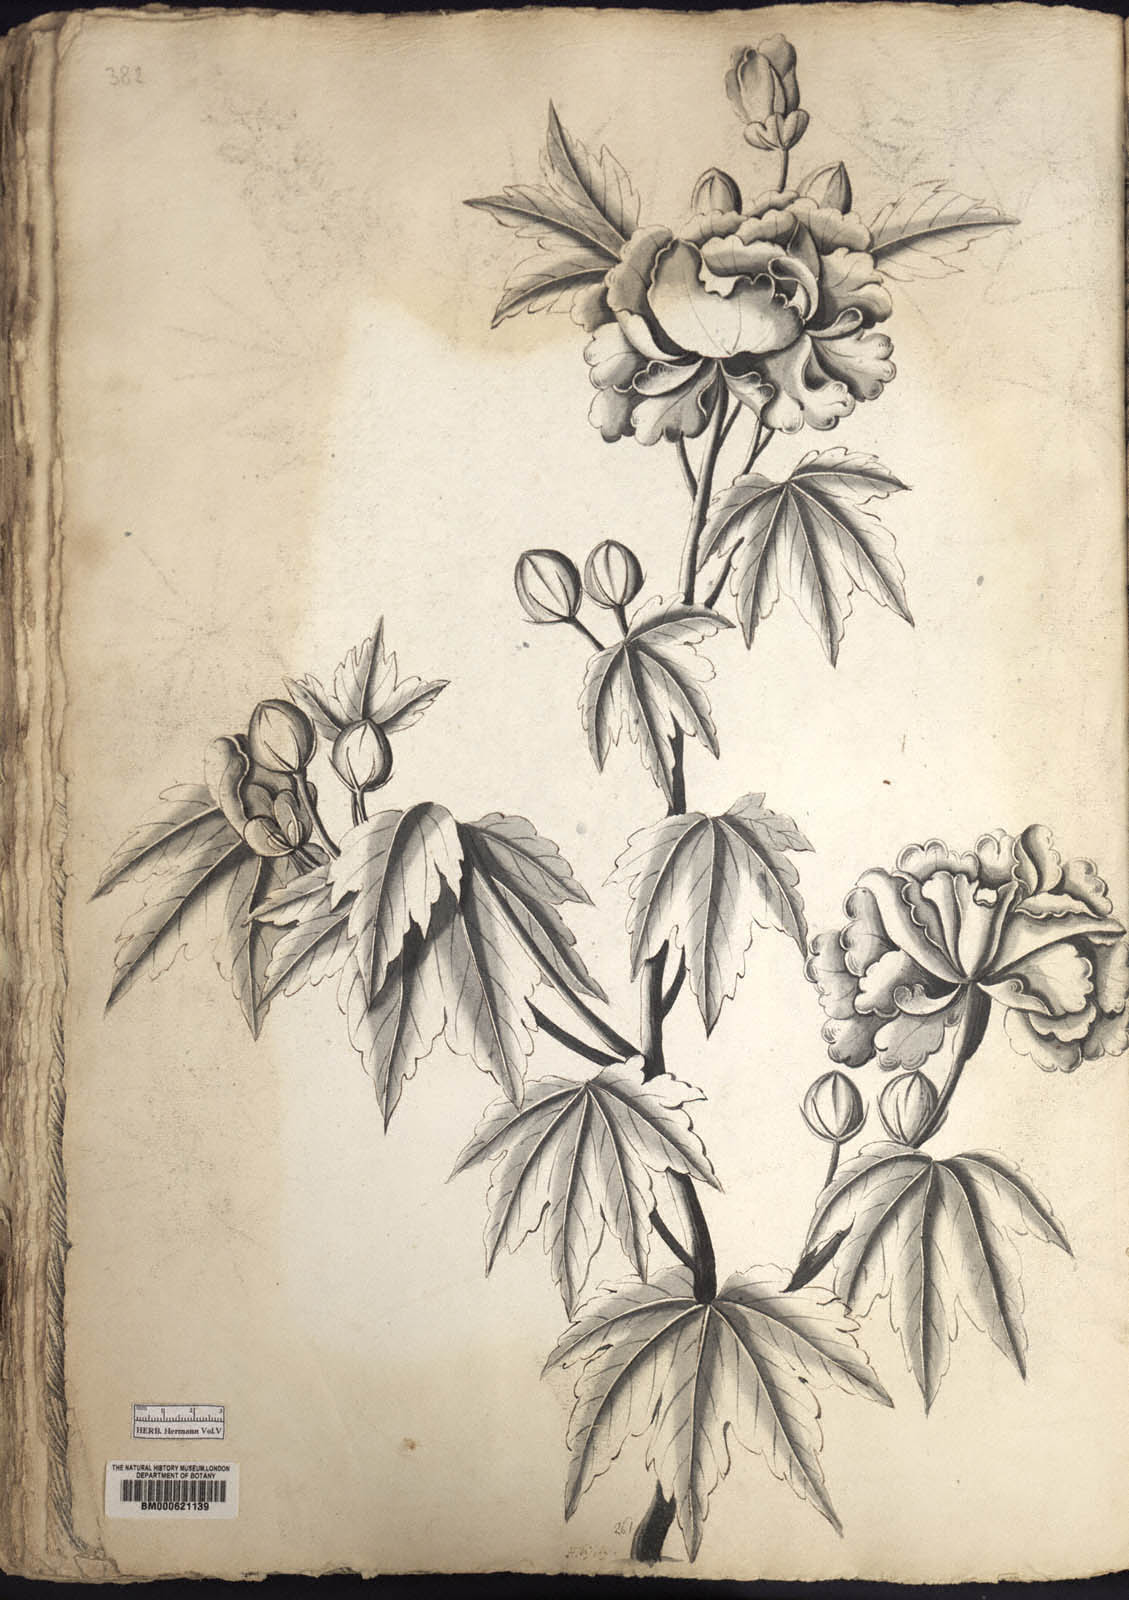 382
HERB. Hermann Vol.V
THE NATURAL HISTORY MUSEUM, LONDON
DEPARTMENT OF BOTANY
BM000621139
261